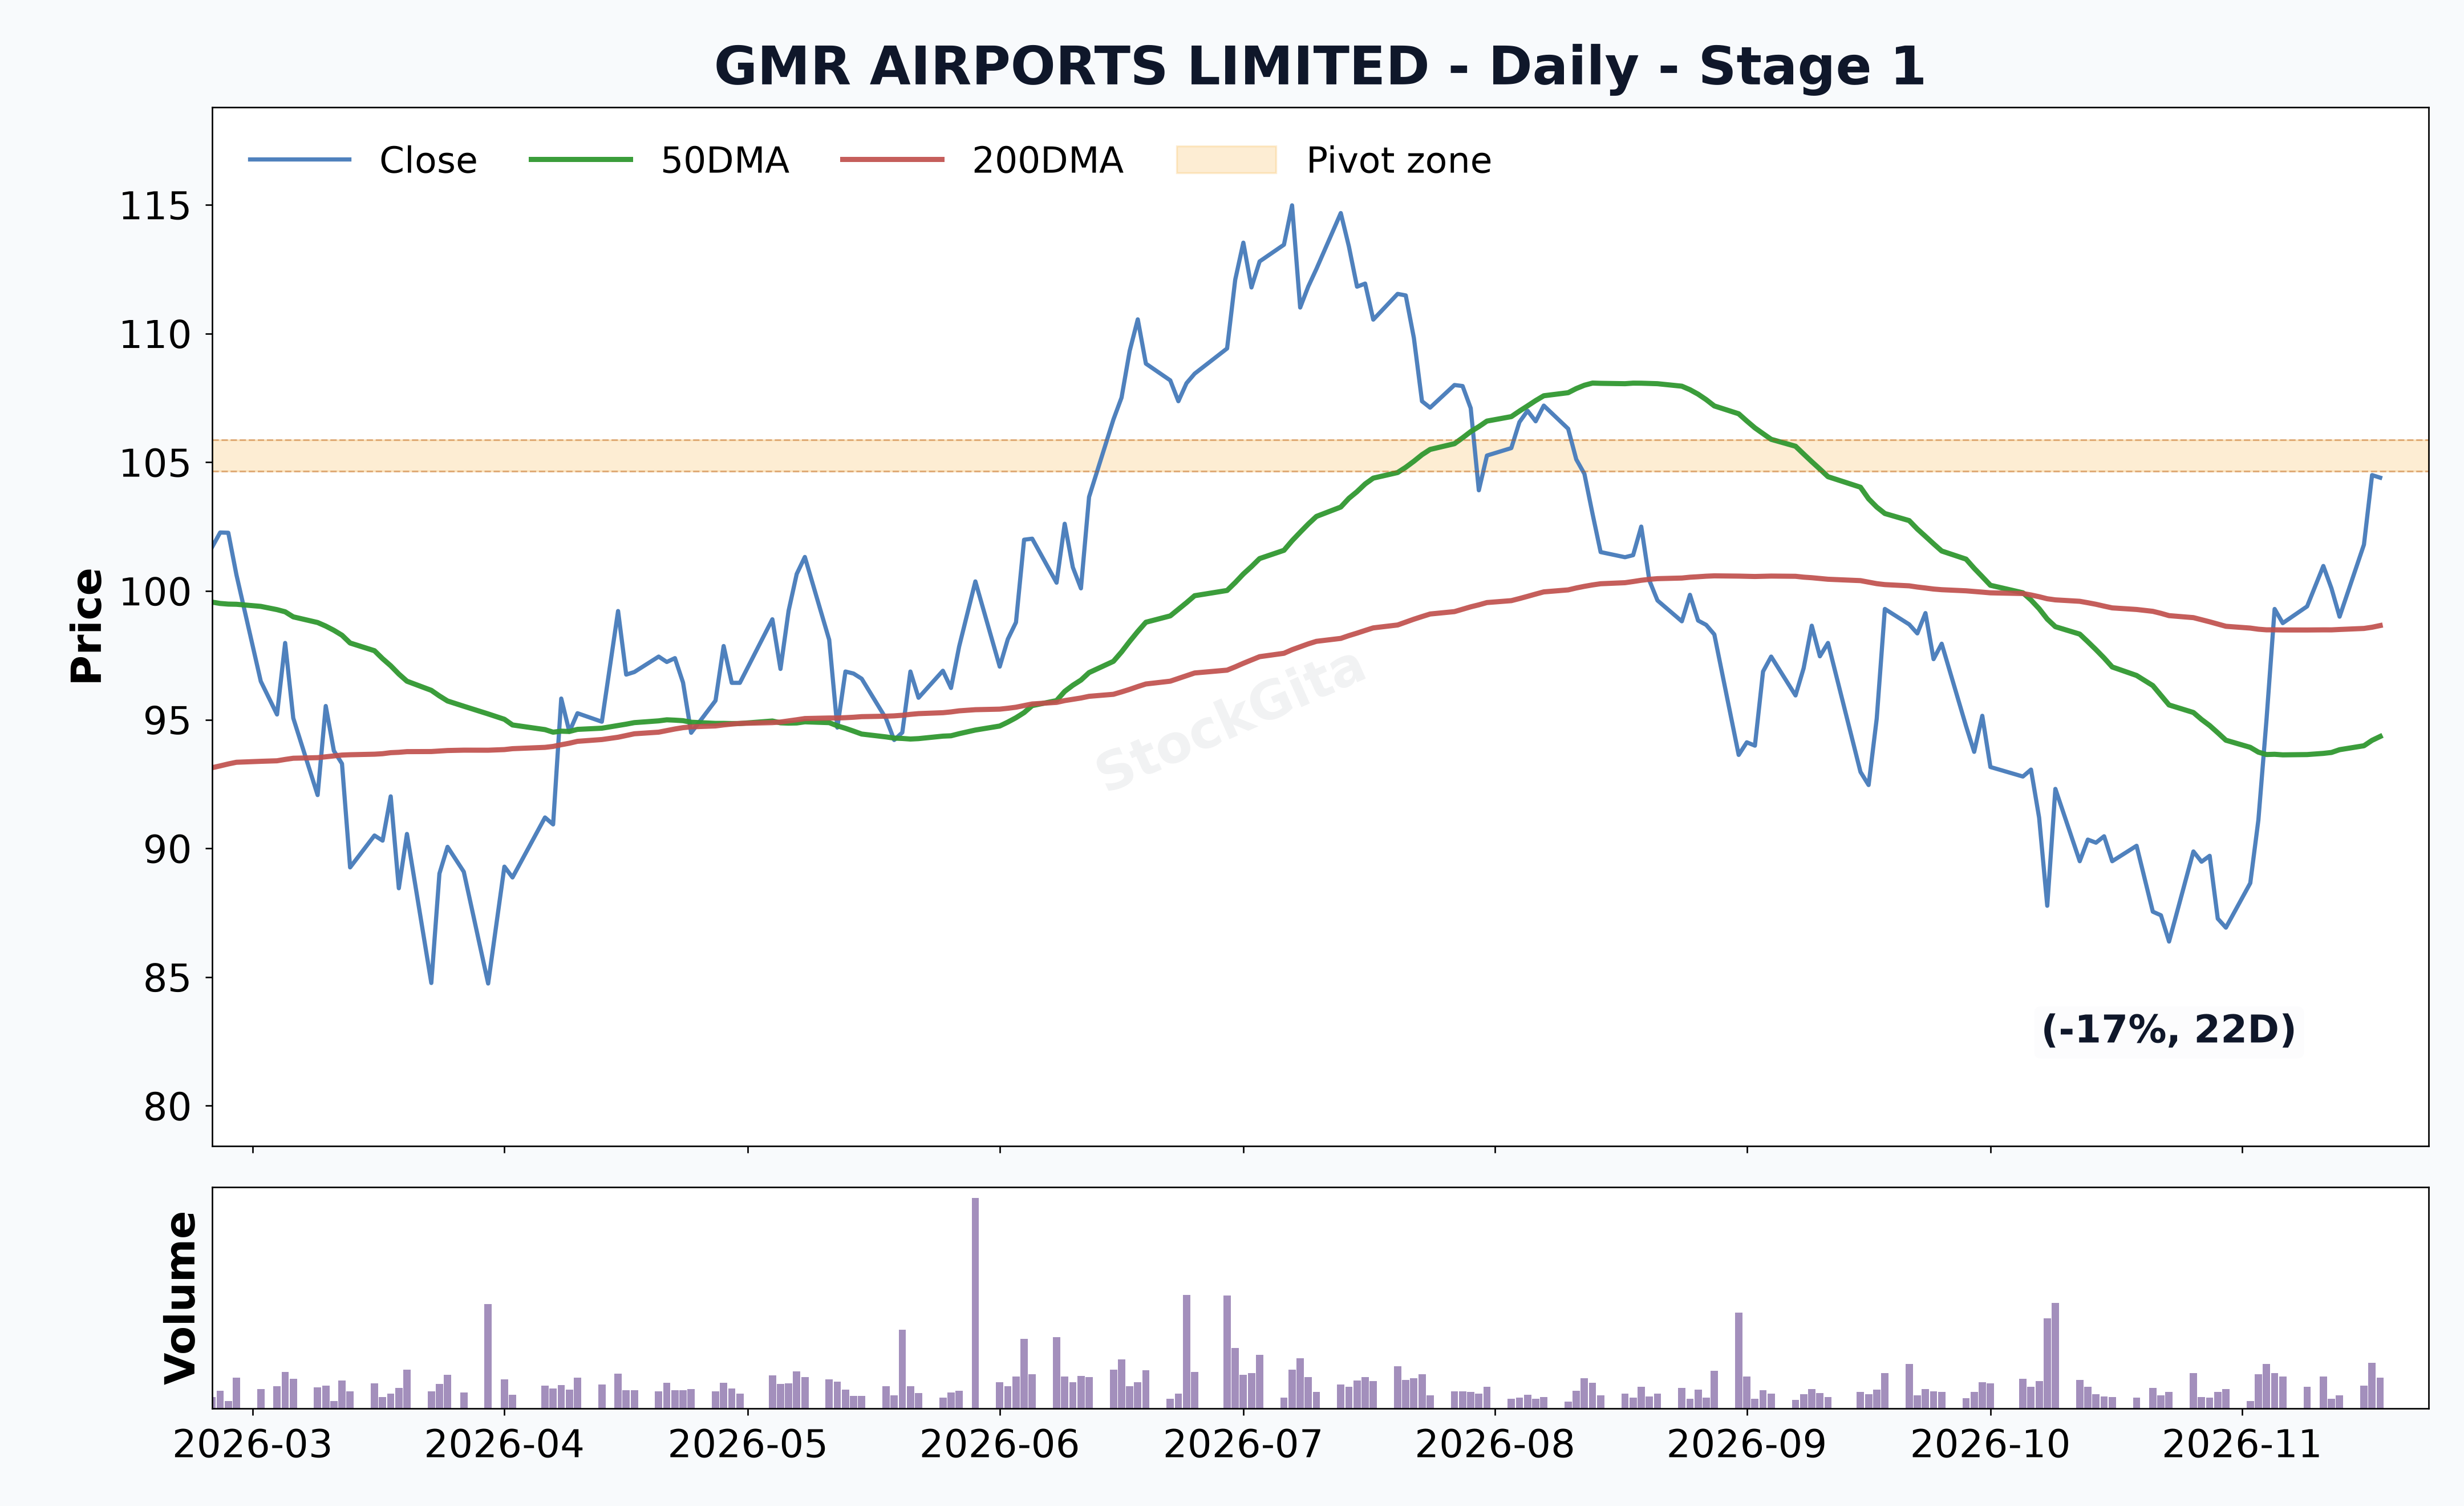 GMR AIRPORTS LIMITED - Daily - Stage 1
Close 50DMA 200DMA Pivot zone
Price
115
110
105
100
95
90
85
80
StockGita
(-17%, 22D)
Volume
2026-03 2026-04 2026-05 2026-06 2026-07 2026-08 2026-09 2026-10 2026-11